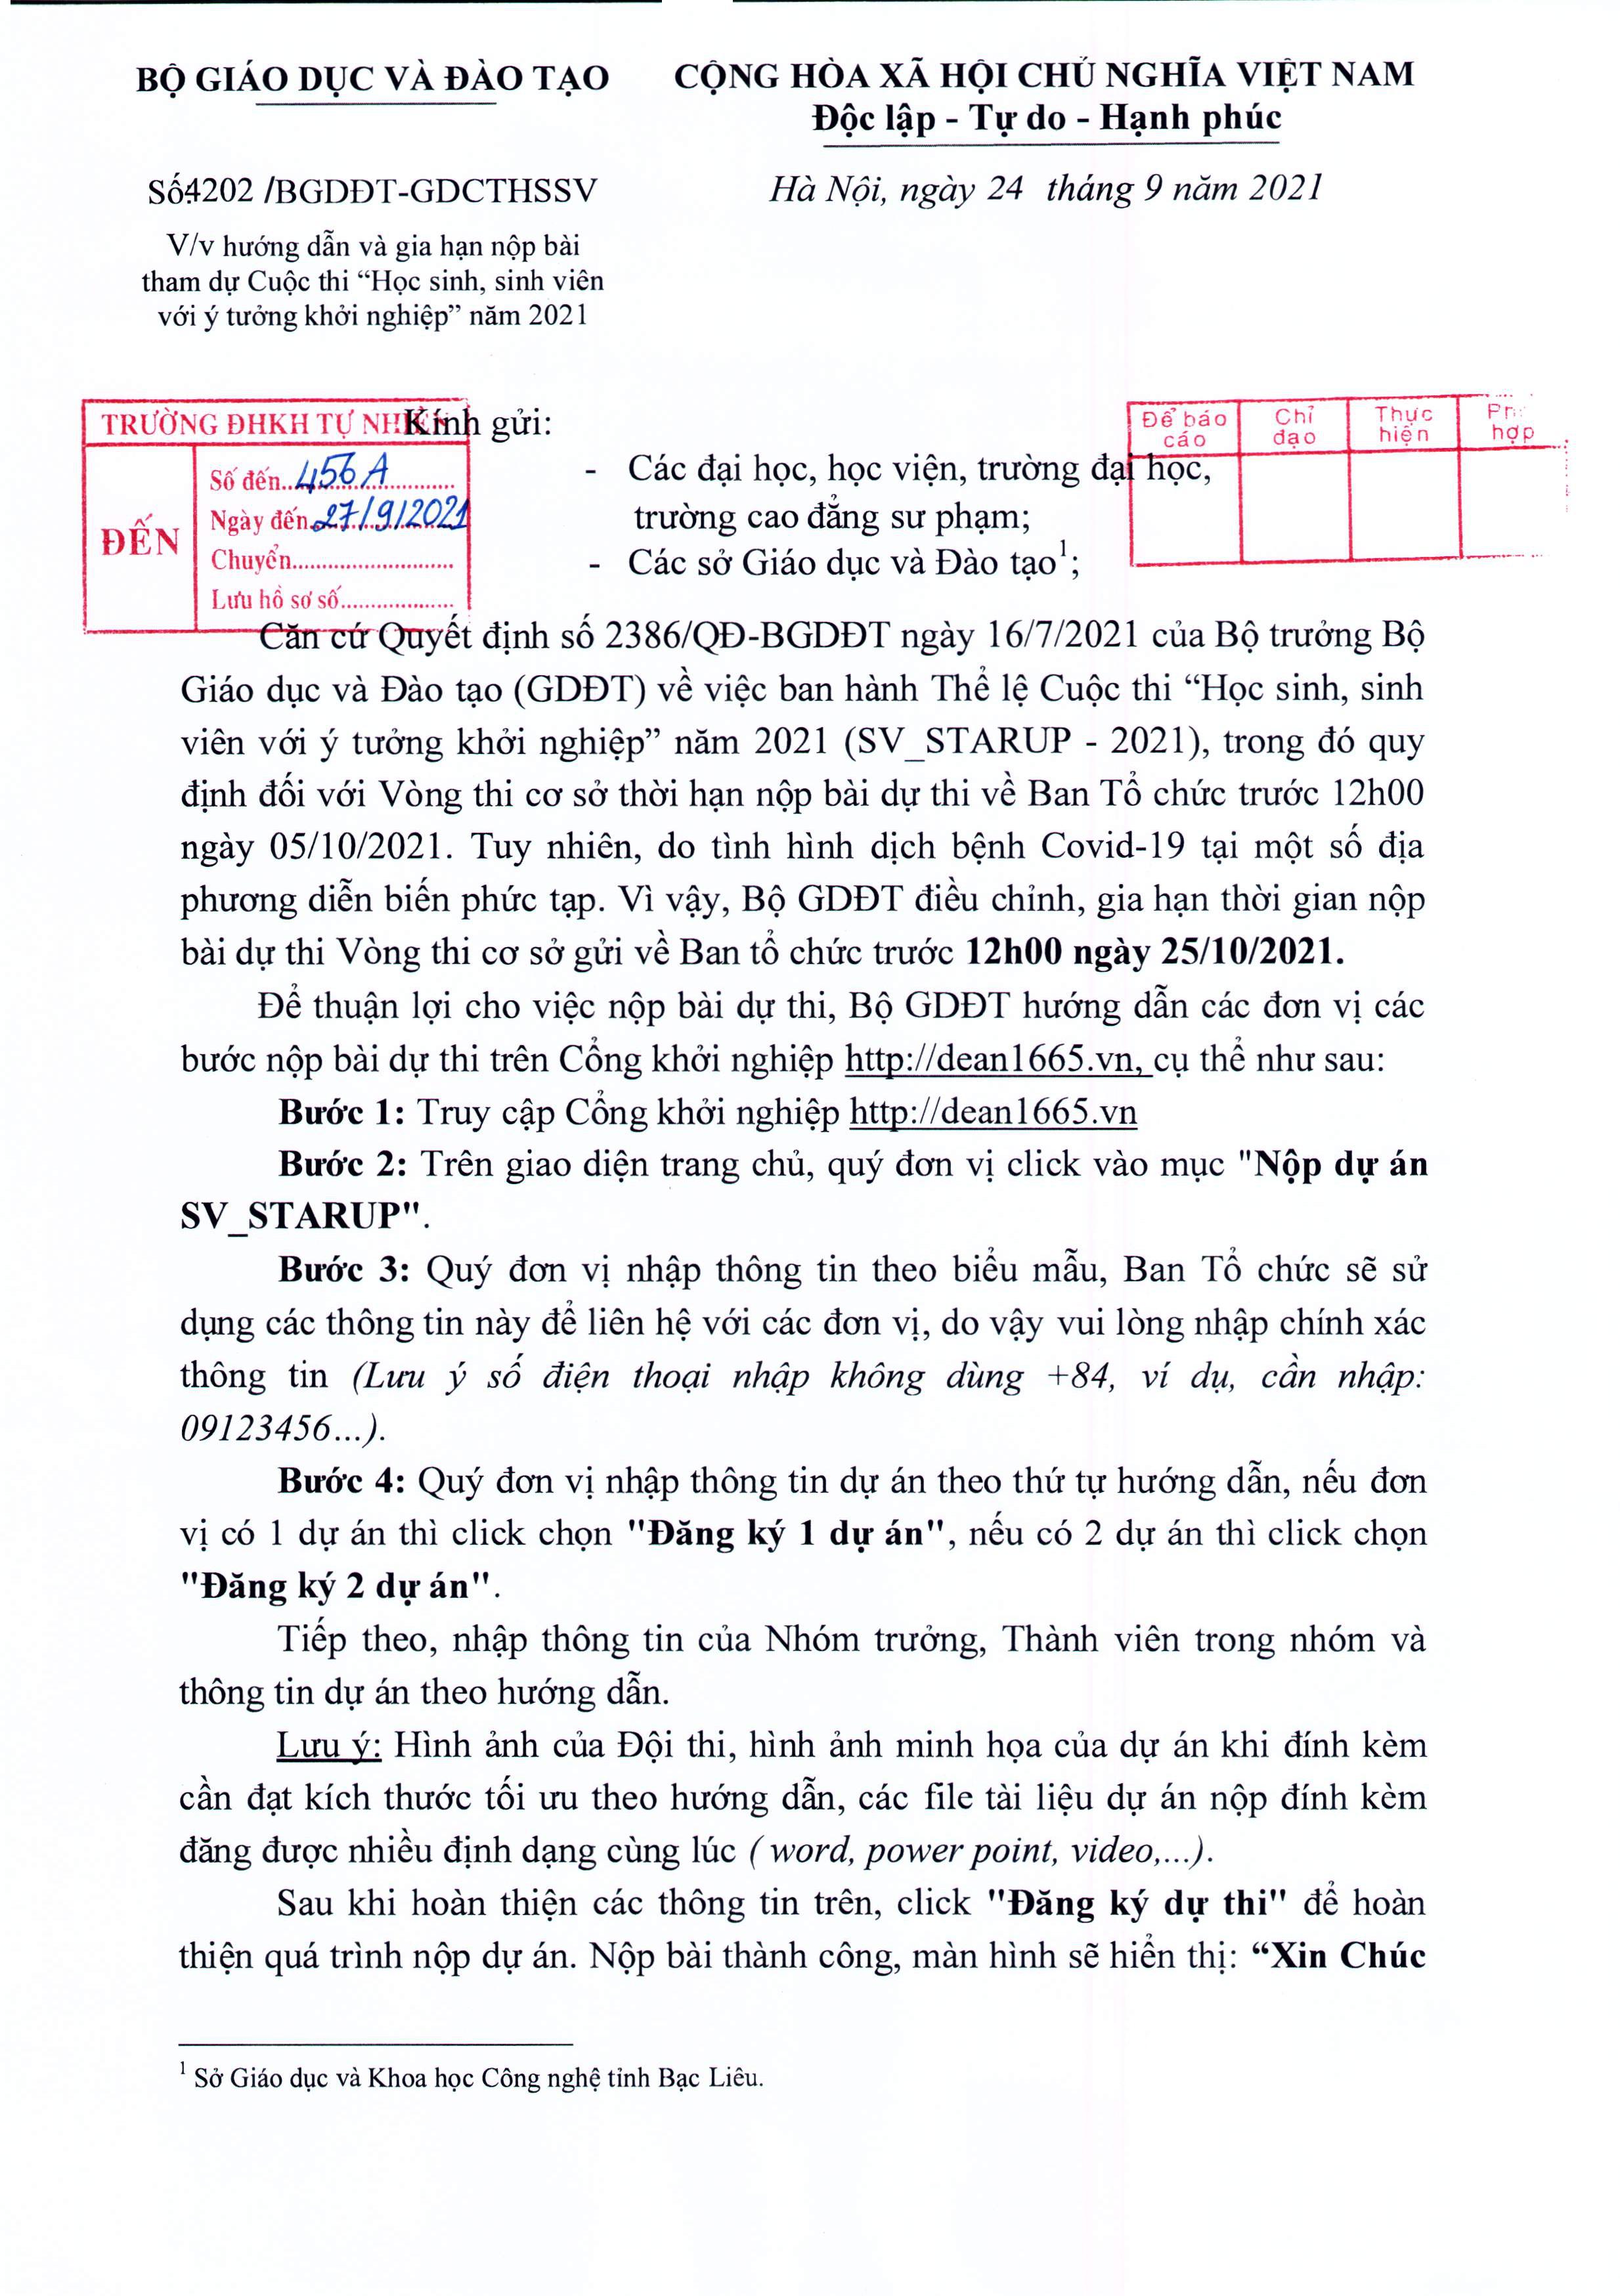 BỘ GIÁO DỤC VÀ ĐÀO TẠO
CỘNG HÒA XÃ HỘI CHỦ NGHĨA VIỆT NAM
Độc lập - Tự do - Hạnh phúc
Số:4202 /BGDĐT-GDCTHSSV
Hà Nội, ngày 24 tháng 9 năm 2021
V/v hướng dẫn và gia hạn nộp bài
tham dự Cuộc thi “Học sinh, sinh viên
với ý tưởng khởi nghiệp” năm 2021
TRƯỜNG ĐHKH TỰ NHIÊN
ĐẾN
Số đến..456A
Ngày đến..27/9/2021
Chuyển..........................
Lưu hồ sơ số...................
Để báo cáo
Chỉ đạo
Thực hiện
hợp
Kính gửi:
- Các đại học, học viện, trường đại học,
trường cao đẳng sư phạm;
- Các sở Giáo dục và Đào tạo1;
Căn cứ Quyết định số 2386/QĐ-BGDĐT ngày 16/7/2021 của Bộ trưởng Bộ
Giáo dục và Đào tạo (GDĐT) về việc ban hành Thể lệ Cuộc thi “Học sinh, sinh
viên với ý tưởng khởi nghiệp” năm 2021 (SV_STARUP - 2021), trong đó quy
định đối với Vòng thi cơ sở thời hạn nộp bài dự thi về Ban Tổ chức trước 12h00
ngày 05/10/2021. Tuy nhiên, do tình hình dịch bệnh Covid-19 tại một số địa
phương diễn biến phức tạp. Vì vậy, Bộ GDĐT điều chỉnh, gia hạn thời gian nộp
bài dự thi Vòng thi cơ sở gửi về Ban tổ chức trước 12h00 ngày 25/10/2021.
Để thuận lợi cho việc nộp bài dự thi, Bộ GDĐT hướng dẫn các đơn vị các
bước nộp bài dự thi trên Cổng khởi nghiệp http://dean1665.vn, cụ thể như sau:
Bước 1: Truy cập Cổng khởi nghiệp http://dean1665.vn
Bước 2: Trên giao diện trang chủ, quý đơn vị click vào mục "Nộp dự án
SV_STARUP".
Bước 3: Quý đơn vị nhập thông tin theo biểu mẫu, Ban Tổ chức sẽ sử
dụng các thông tin này để liên hệ với các đơn vị, do vậy vui lòng nhập chính xác
thông tin (Lưu ý số điện thoại nhập không dùng +84, ví dụ, cần nhập:
09123456...).
Bước 4: Quý đơn vị nhập thông tin dự án theo thứ tự hướng dẫn, nếu đơn
vị có 1 dự án thì click chọn "Đăng ký 1 dự án", nếu có 2 dự án thì click chọn
"Đăng ký 2 dự án".
Tiếp theo, nhập thông tin của Nhóm trưởng, Thành viên trong nhóm và
thông tin dự án theo hướng dẫn.
Lưu ý: Hình ảnh của Đội thi, hình ảnh minh họa của dự án khi đính kèm
cần đạt kích thước tối ưu theo hướng dẫn, các file tài liệu dự án nộp đính kèm
đăng được nhiều định dạng cùng lúc ( word, power point, video,...).
Sau khi hoàn thiện các thông tin trên, click "Đăng ký dự thi" để hoàn
thiện quá trình nộp dự án. Nộp bài thành công, màn hình sẽ hiển thị: “Xin Chúc
1 Sở Giáo dục và Khoa học Công nghệ tỉnh Bạc Liêu.